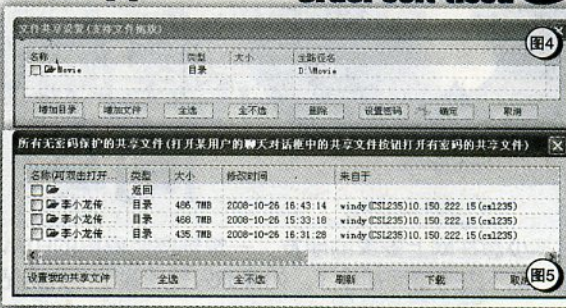 文件共享设置(支持文件拖放)
图4
名称 类型 大小 全路径名
Movie 目录 D:\Movie
增加目录 增加文件 全选 全不选 删除 设置密码 确定 取消
所有无密码保护的共享文件(打开某用户的聊天对话框中的共享文件按钮打开有密码的共享文件)
名称(可双击打开... 类型 大小 修改时间 来自于
.. 返回
李小龙传... 目录 486.7MB 2008-10-26 16:43:14 windy(CSL235)10.150.222.15(csl235)
李小龙传... 目录 468.9MB 2008-10-26 15:33:18 windy(CSL235)10.150.222.15(csl235)
李小龙传... 目录 435.7MB 2008-10-26 16:31:28 windy(CSL235)10.150.222.15(csl235)
设置我的共享文件 全选 全不选 刷新 下载 取消
图5